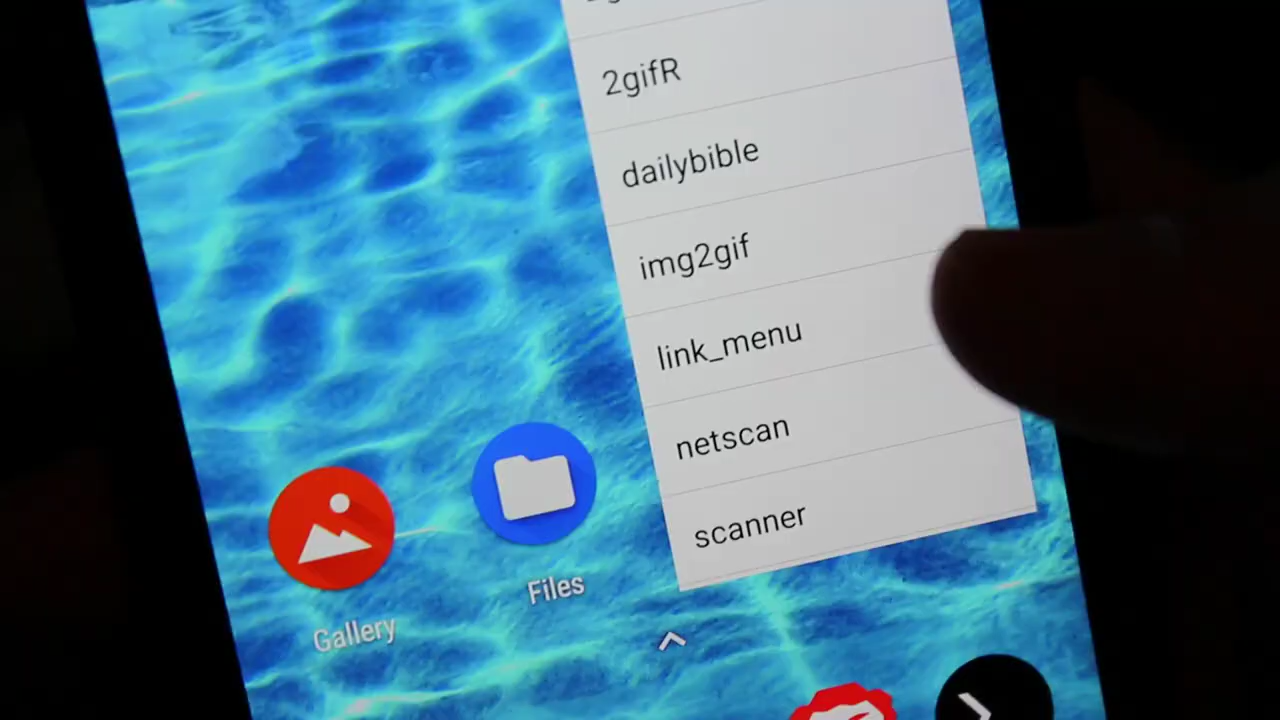 2gifR
dailybible
img2gif
link_menu
netscan
scanner
Files
Gallery